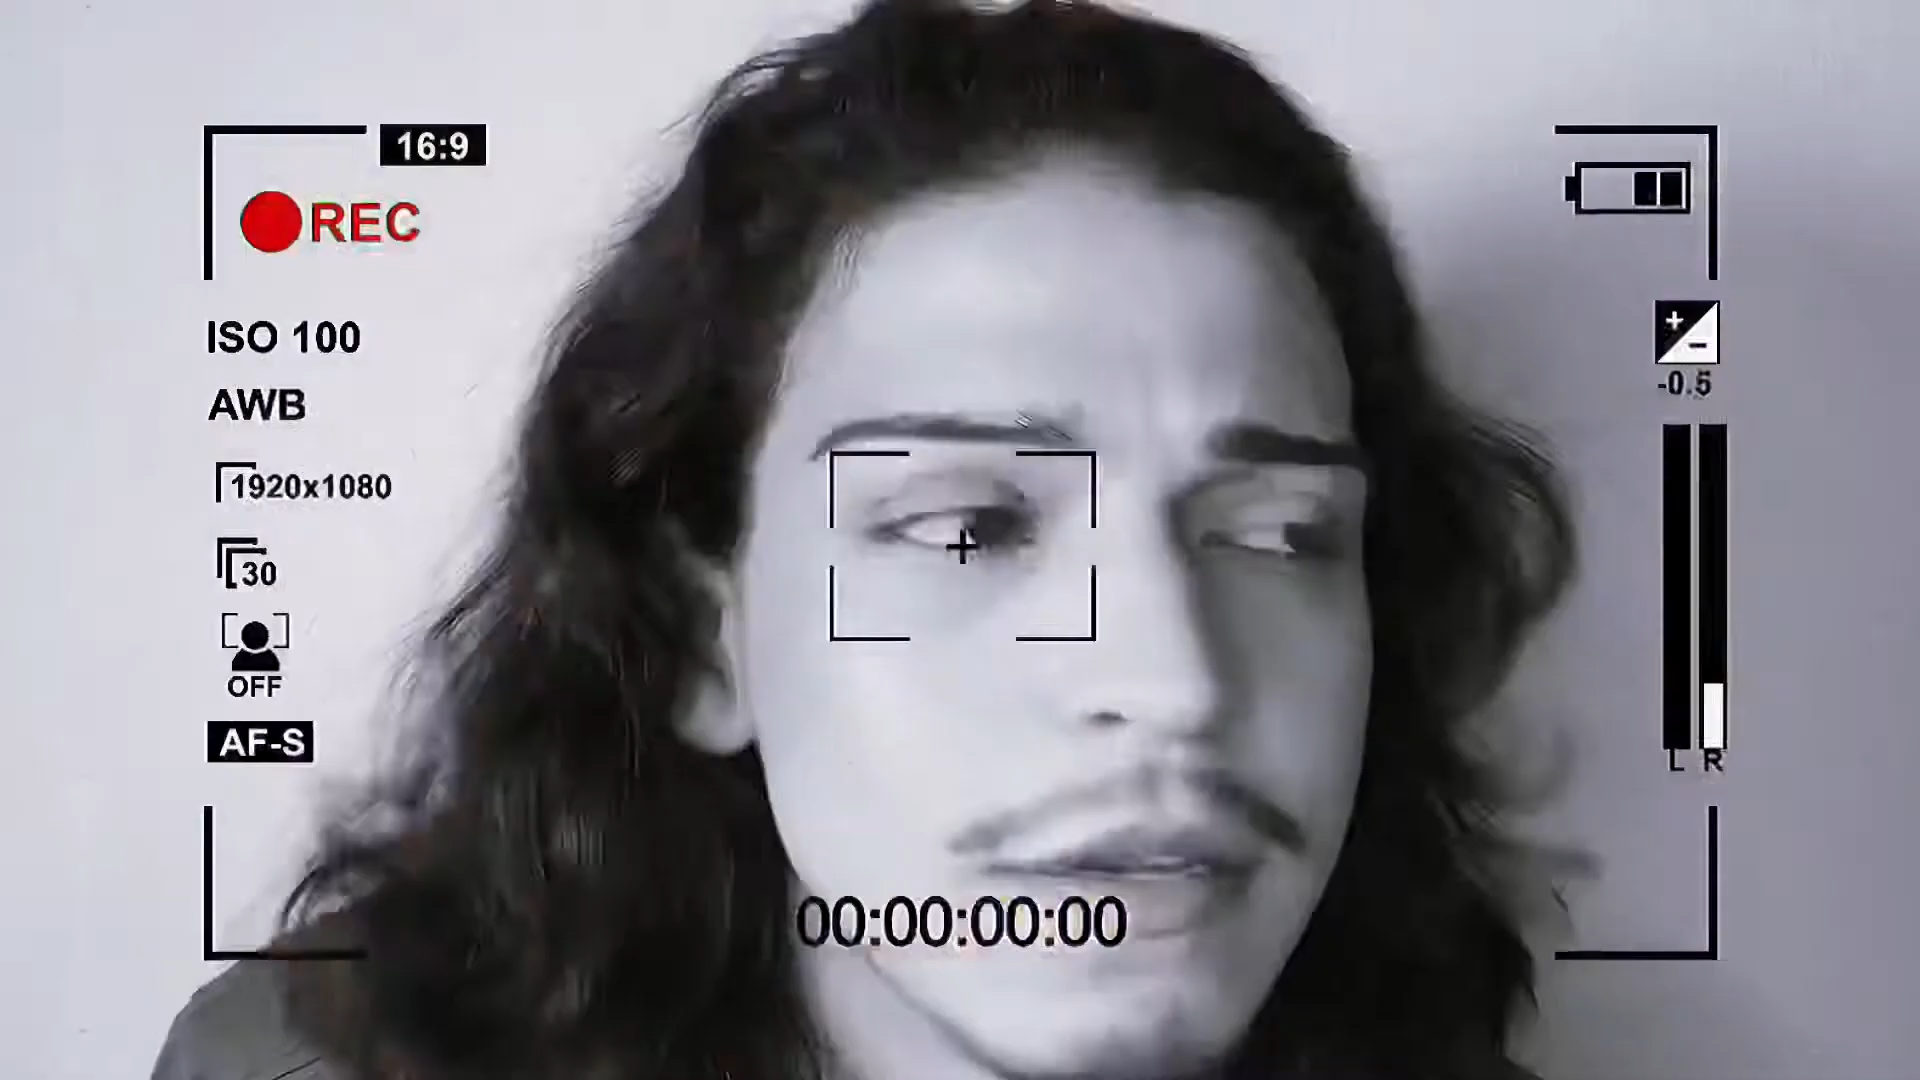 16:9
REC
ISO 100
AWB
1920x1080
30
OFF
AF-S
+
-
-0.5
L R
00:00:00:00